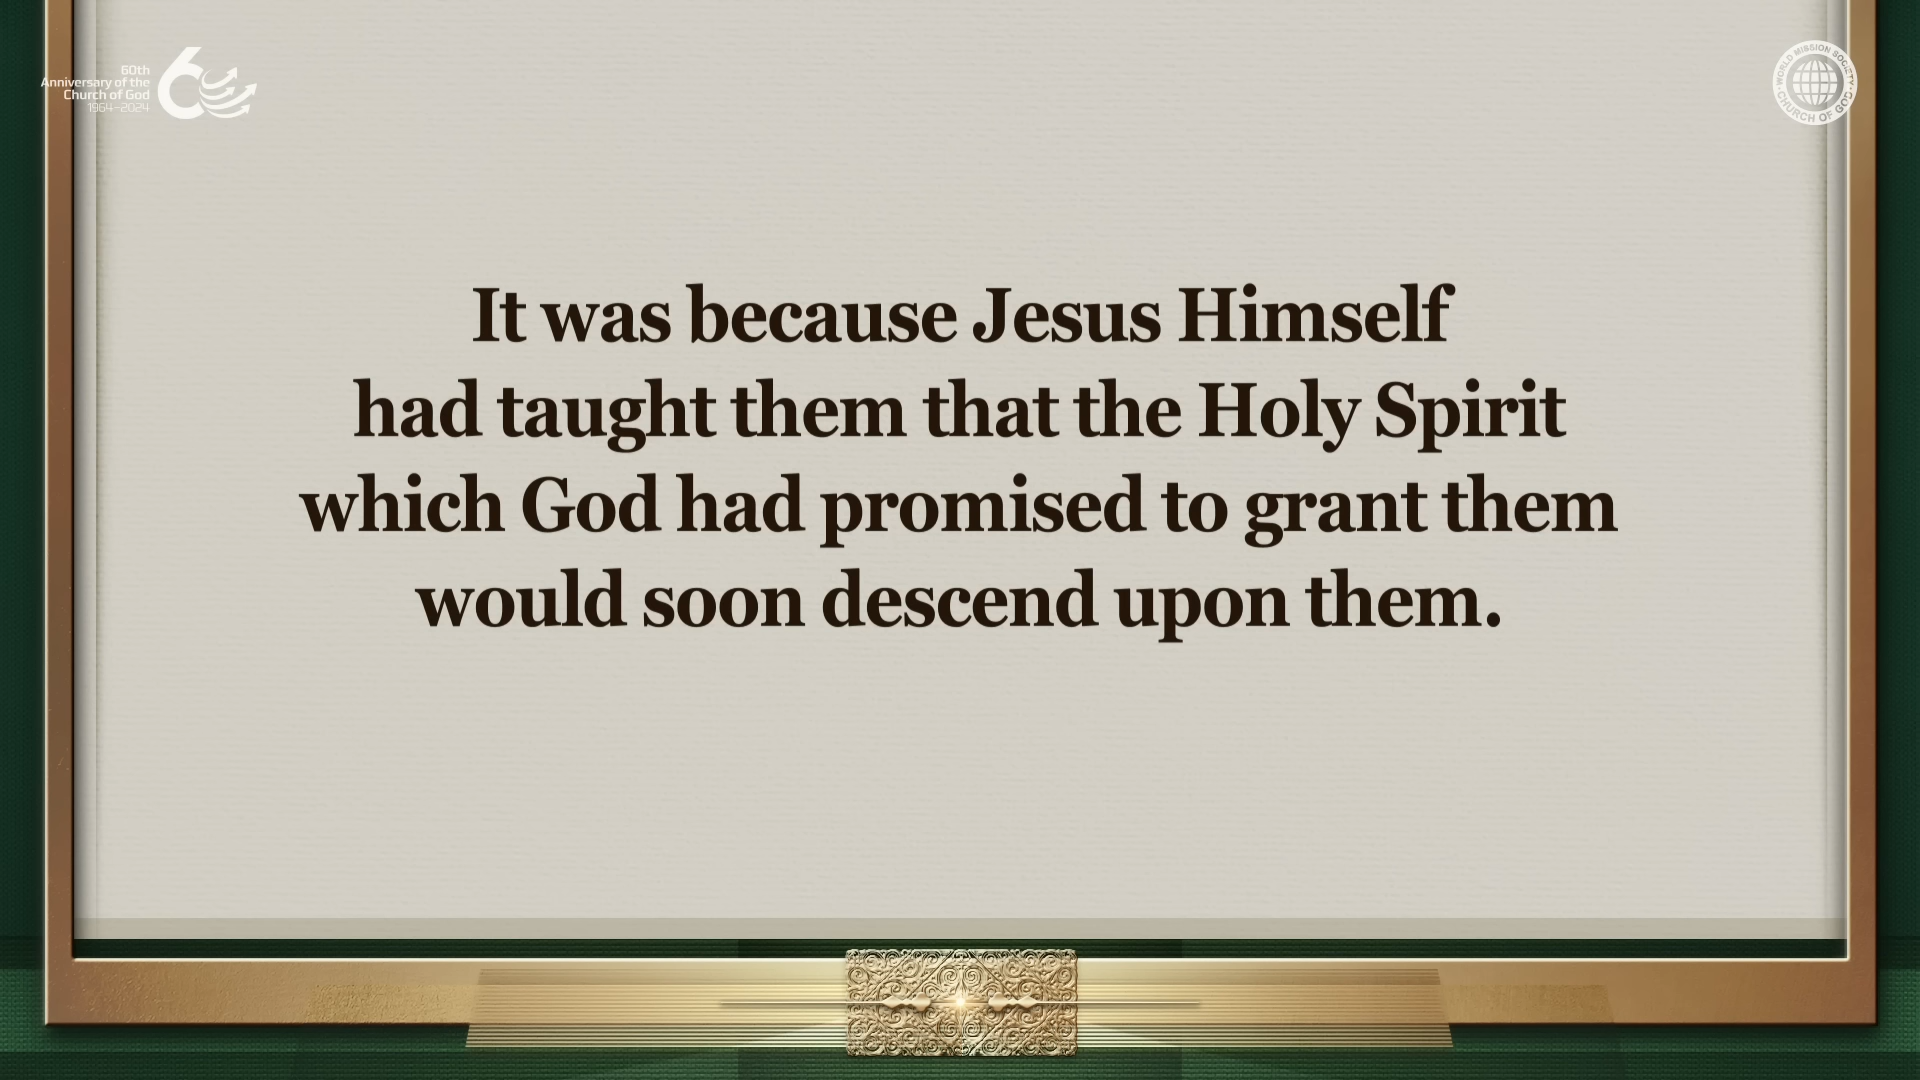 60th
Anniversary of the
Church of God
1964–2024
60
WORLD MISSION SOCIETY
CHURCH OF GOD
It was because Jesus Himself
had taught them that the Holy Spirit
which God had promised to grant them
would soon descend upon them.